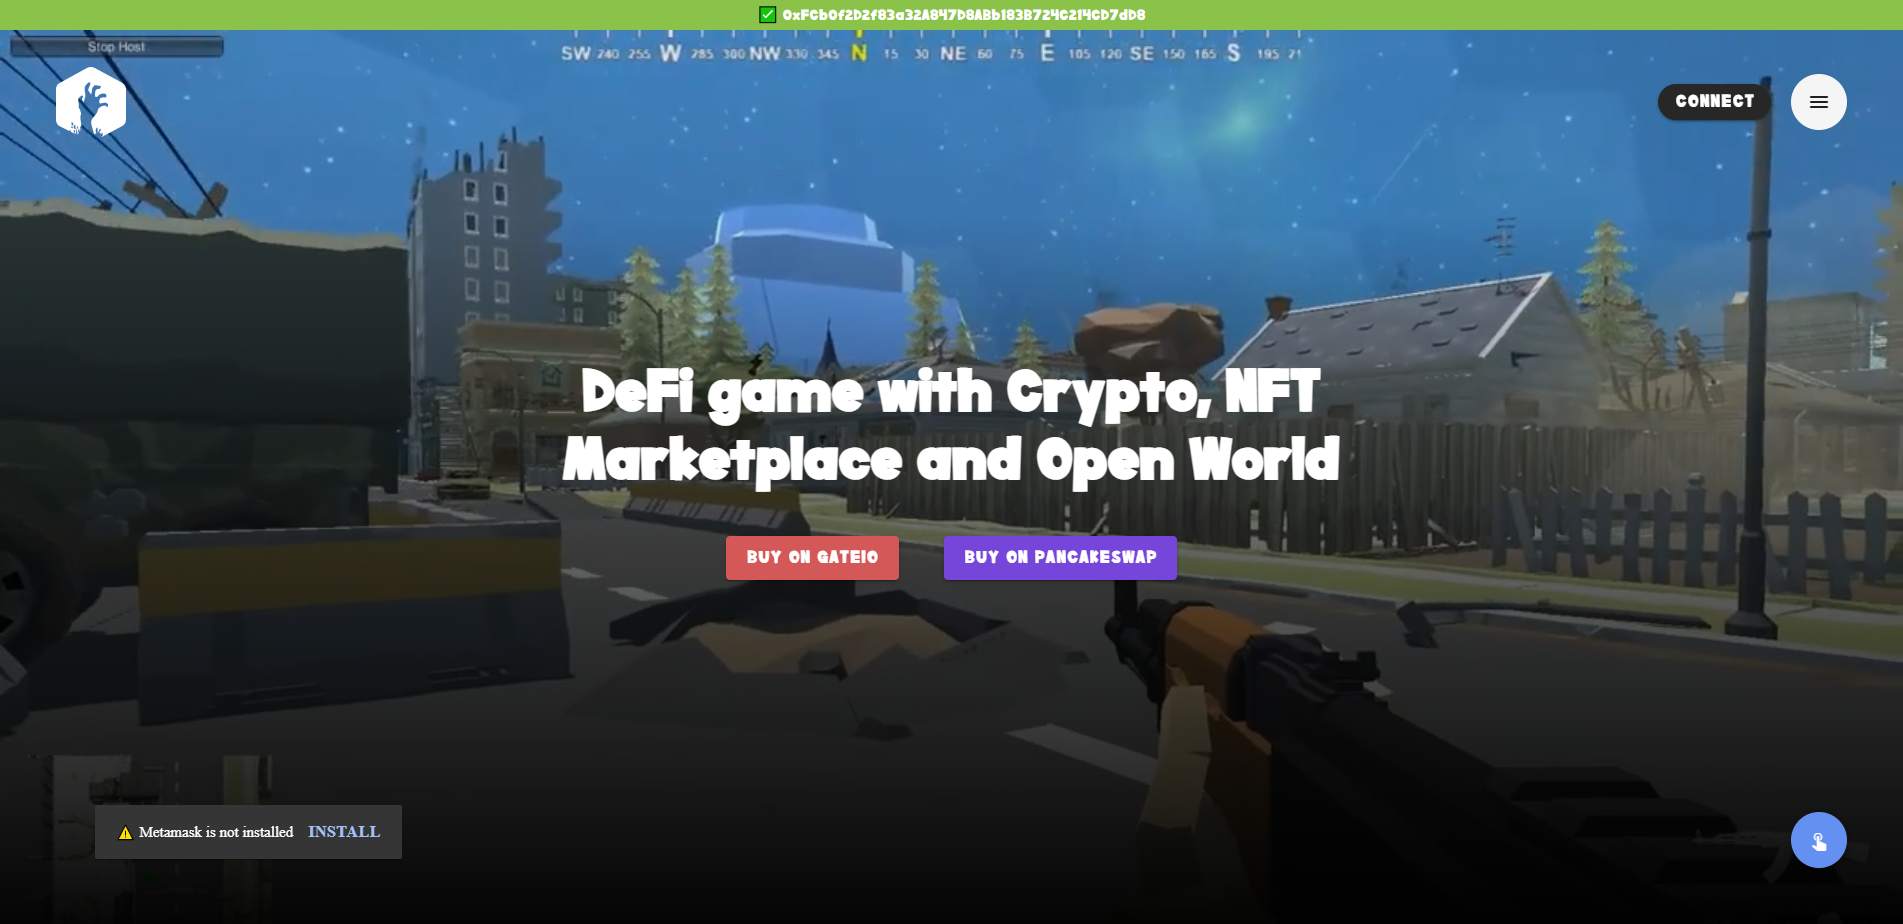 0xFCb0f2D2f83a32A847D8ABb183B724C214CD7dD8
Stop Host
SW 240 255 W 285 300 NW 330 345 N 15 30 NE 60 75 E 105 120 SE 150 165 S 195 21
CONNECT
DeFi game with Crypto, NFT
Marketplace and Open World
BUY ON GATEIO
BUY ON PANCAKESWAP
Metamask is not installed INSTALL